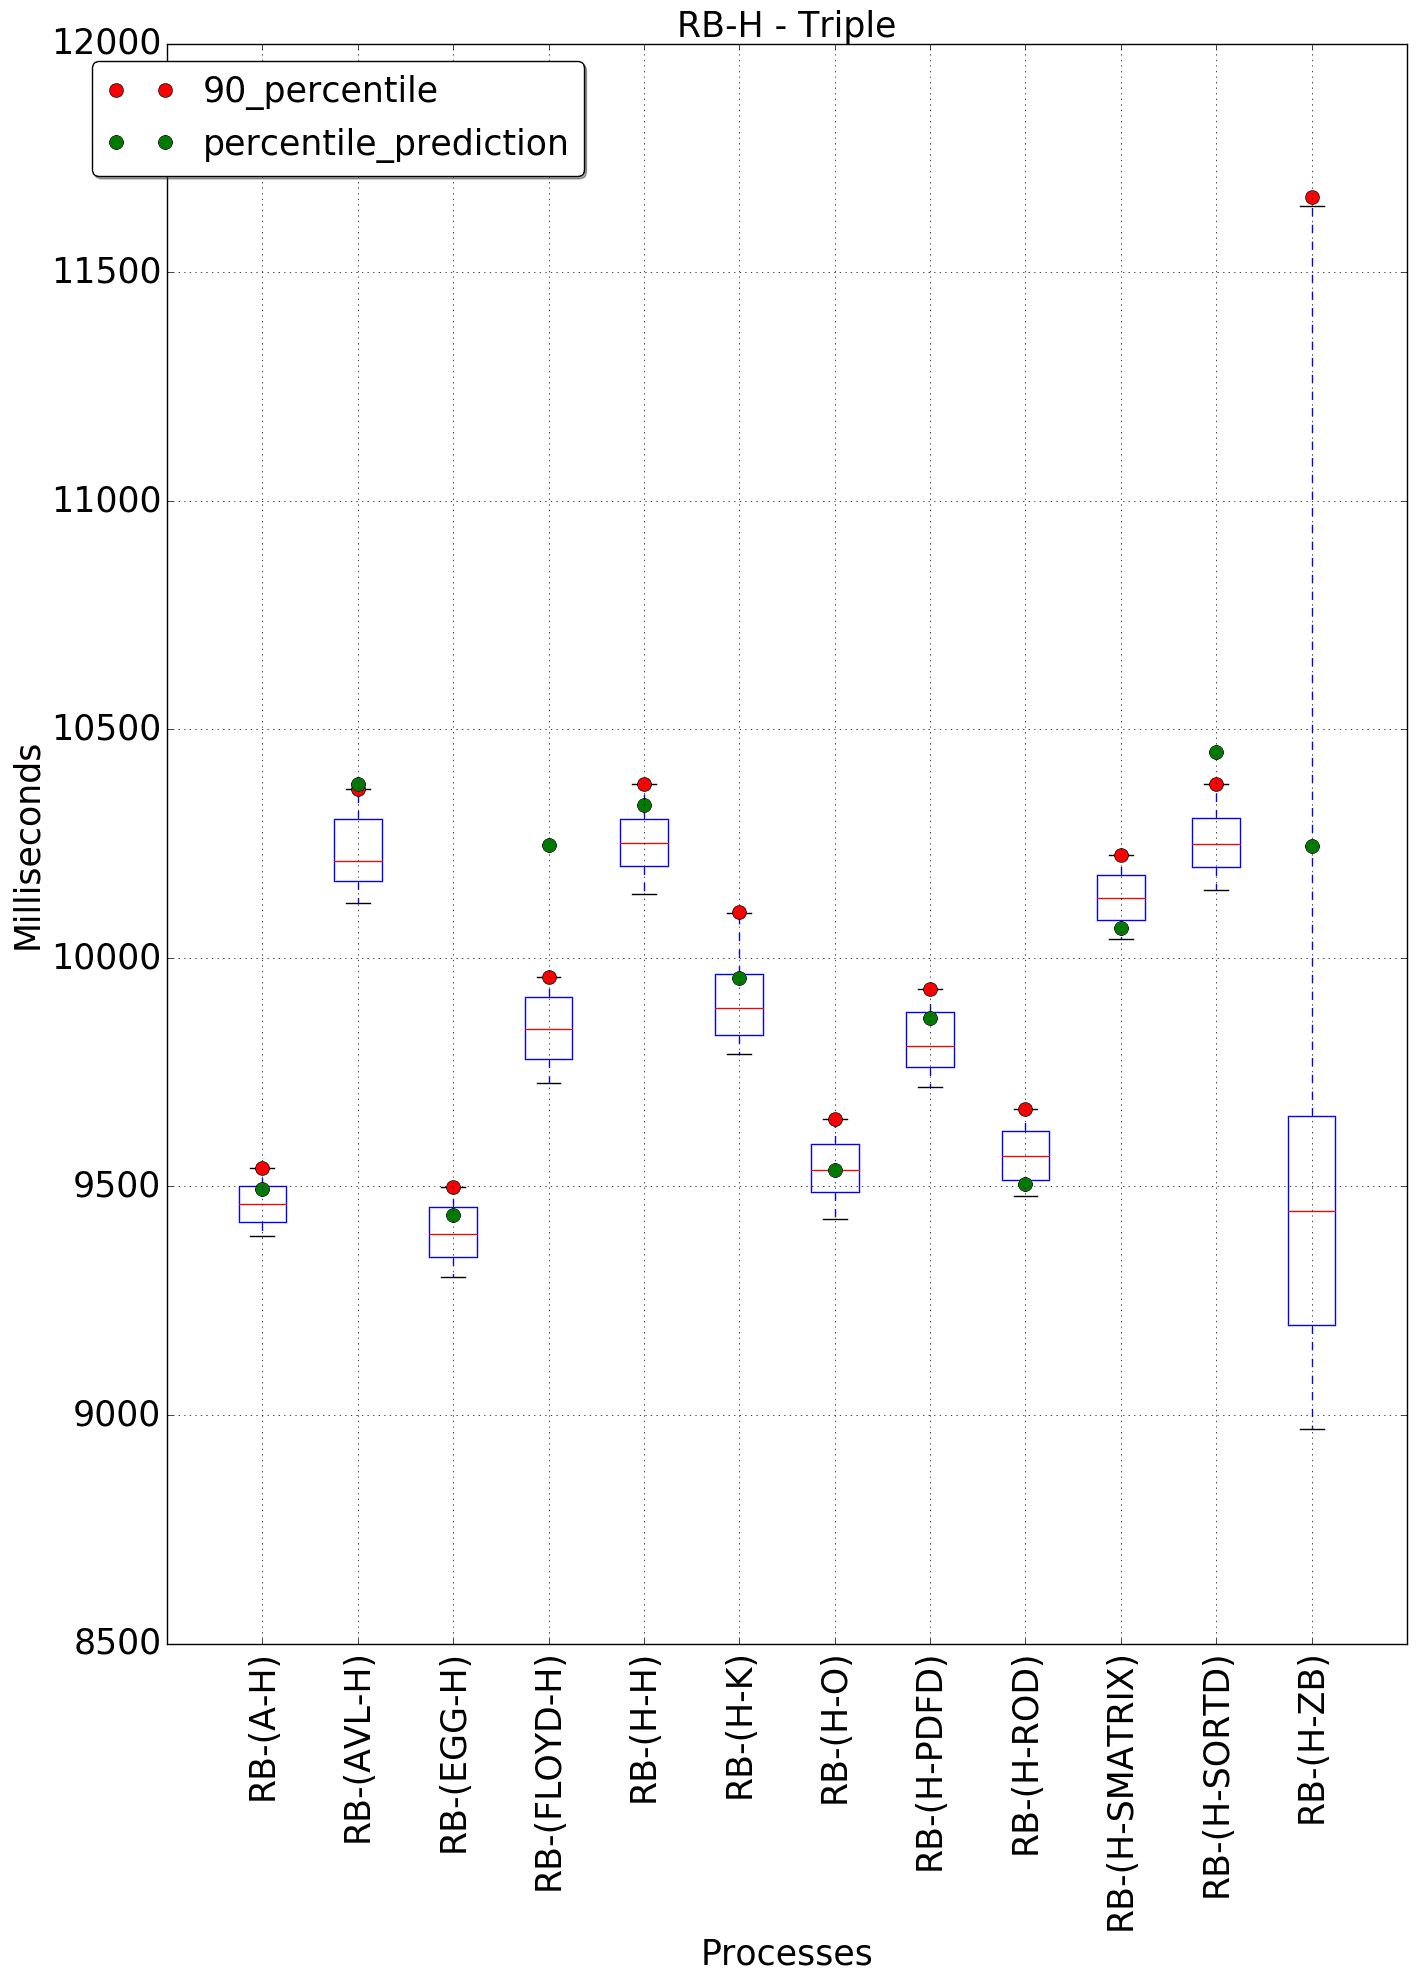 RB-H - Triple
12000
90_percentile
percentile_prediction
11500
11000
10500
10000
9500
9000
8500
Milliseconds
RB-(A-H)
RB-(AVL-H)
RB-(EGG-H)
RB-(FLOYD-H)
RB-(H-H)
RB-(H-K)
RB-(H-O)
RB-(H-PDFD)
RB-(H-ROD)
RB-(H-SMATRIX)
RB-(H-SORTD)
RB-(H-ZB)
Processes